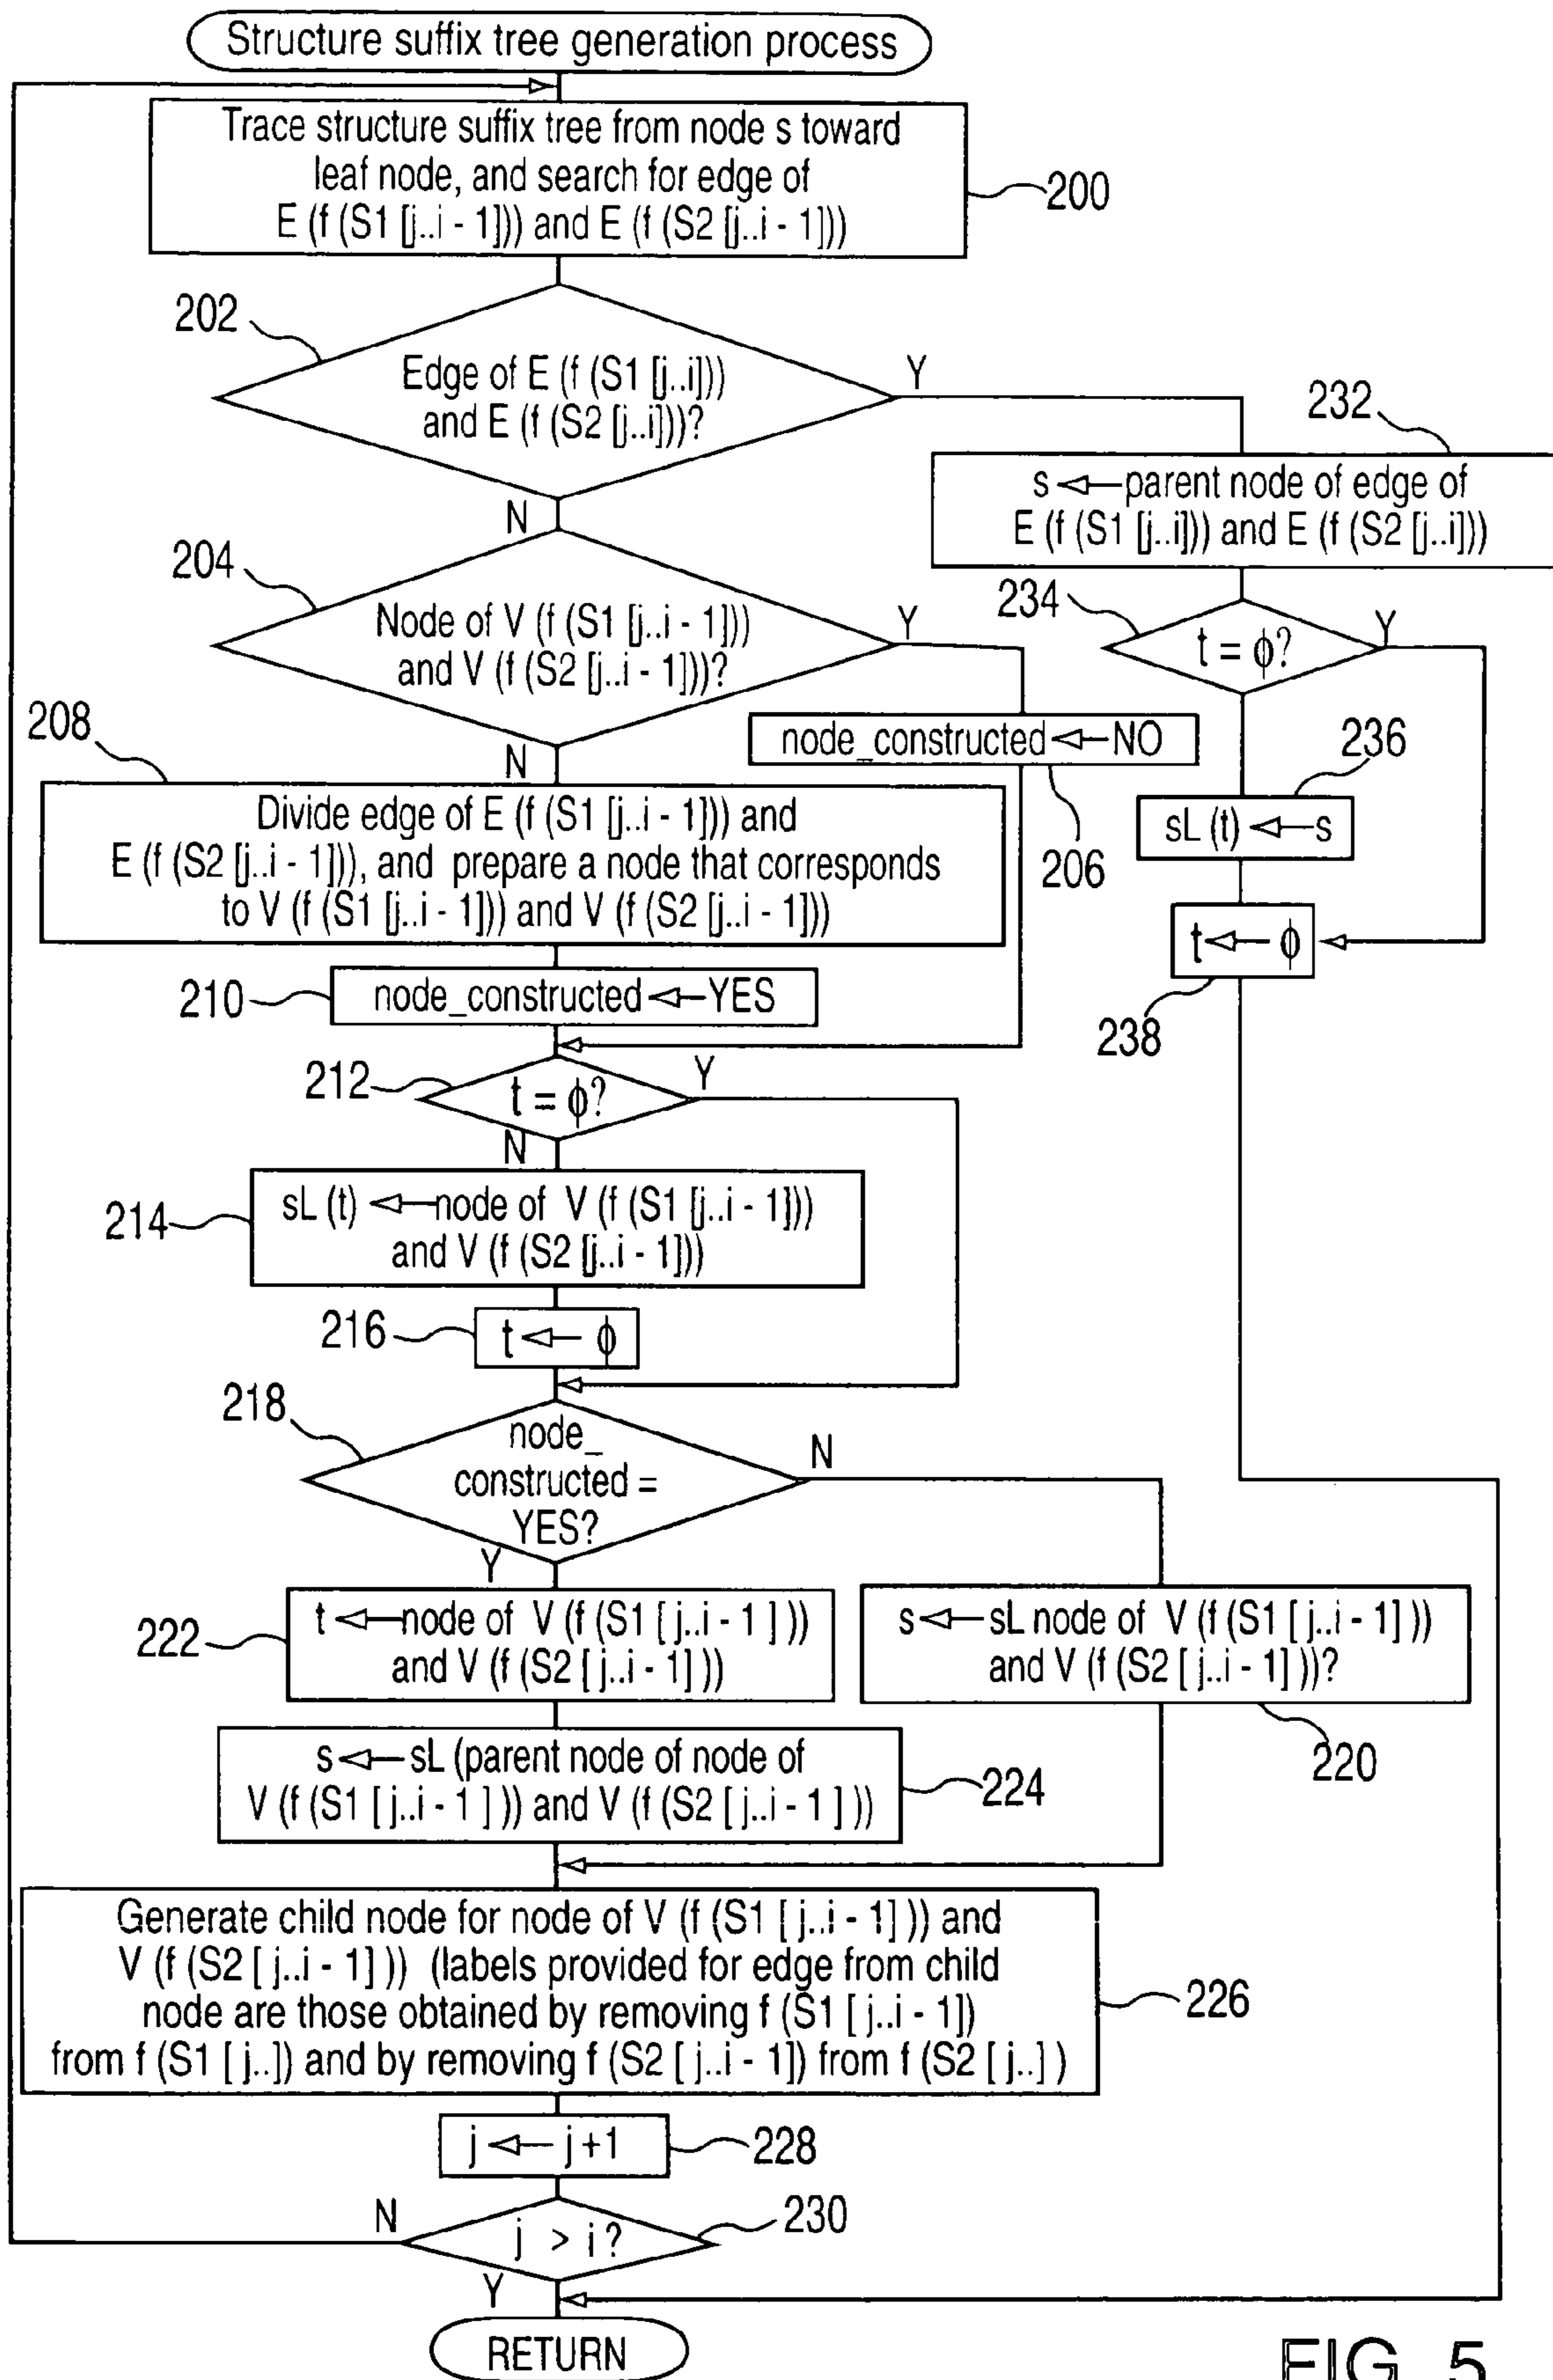 Structure suffix tree generation process
Trace structure suffix tree from node s toward
leaf node, and search for edge of
E (f (S1 [j..i - 1])) and E (f (S2 [j..i - 1]))
200
202
Edge of E (f (S1 [j..i]))
and E (f (S2 [j..i]))?
Y
N
232
s ←parent node of edge of
E (f (S1 [j..i])) and E (f (S2 [j..i]))
204
Node of V (f (S1 [j..i - 1]))
and V (f (S2 [j..i - 1]))?
Y
N
234
t = ϕ?
Y
node_constructed ←NO
206
236
sL (t) ←s
t← ϕ
238
208
Divide edge of E (f (S1 [j..i - 1])) and
E (f (S2 [j..i - 1])), and prepare a node that corresponds
to V (f (S1 [j..i - 1])) and V (f (S2 [j..i - 1]))
210
node_constructed ←YES
212
t = ϕ?
Y
N
214
sL (t) ←node of V (f (S1 [j..i - 1]))
and V (f (S2 [j..i - 1]))
216
t ← ϕ
218
node_
constructed =
YES?
N
Y
222
t ←node of V (f (S1 [ j..i - 1 ] ))
and V (f (S2 [ j..i - 1] ))
s← sL node of V (f (S1 [ j..i - 1] ))
and V (f (S2 [ j..i - 1] ))?
220
s← sL (parent node of node of
V (f (S1 [ j..i - 1 ] )) and V (f (S2 [ j..i - 1 ] ))
224
Generate child node for node of V (f (S1 [ j..i - 1] )) and
V (f (S2 [ j..i - 1] )) (labels provided for edge from child
node are those obtained by removing f (S1 [ j..i - 1])
from f (S1 [ j..]) and by removing f (S2 [ j..i - 1]) from f (S2 [ j..] )
226
j ← j +1
228
N
j > i ?
230
Y
RETURN
FIG. 5